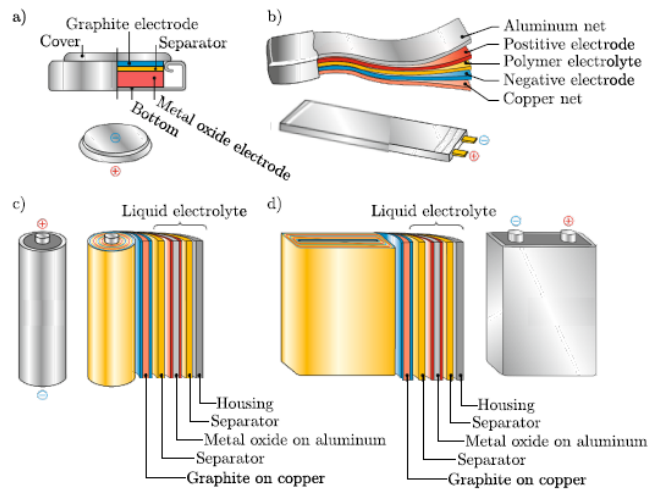 a)
Graphite electrode
Cover
Separator
Bottom
Metal oxide electrode
−
+
b)
Aluminum net
Postitive electrode
Polymer electrolyte
Negative electrode
Copper net
−
+
c)
Liquid electrolyte
+
−
Housing
Separator
Metal oxide on aluminum
Separator
Graphite on copper
d)
Liquid electrolyte
− +
Housing
Separator
Metal oxide on aluminum
Separator
Graphite on copper